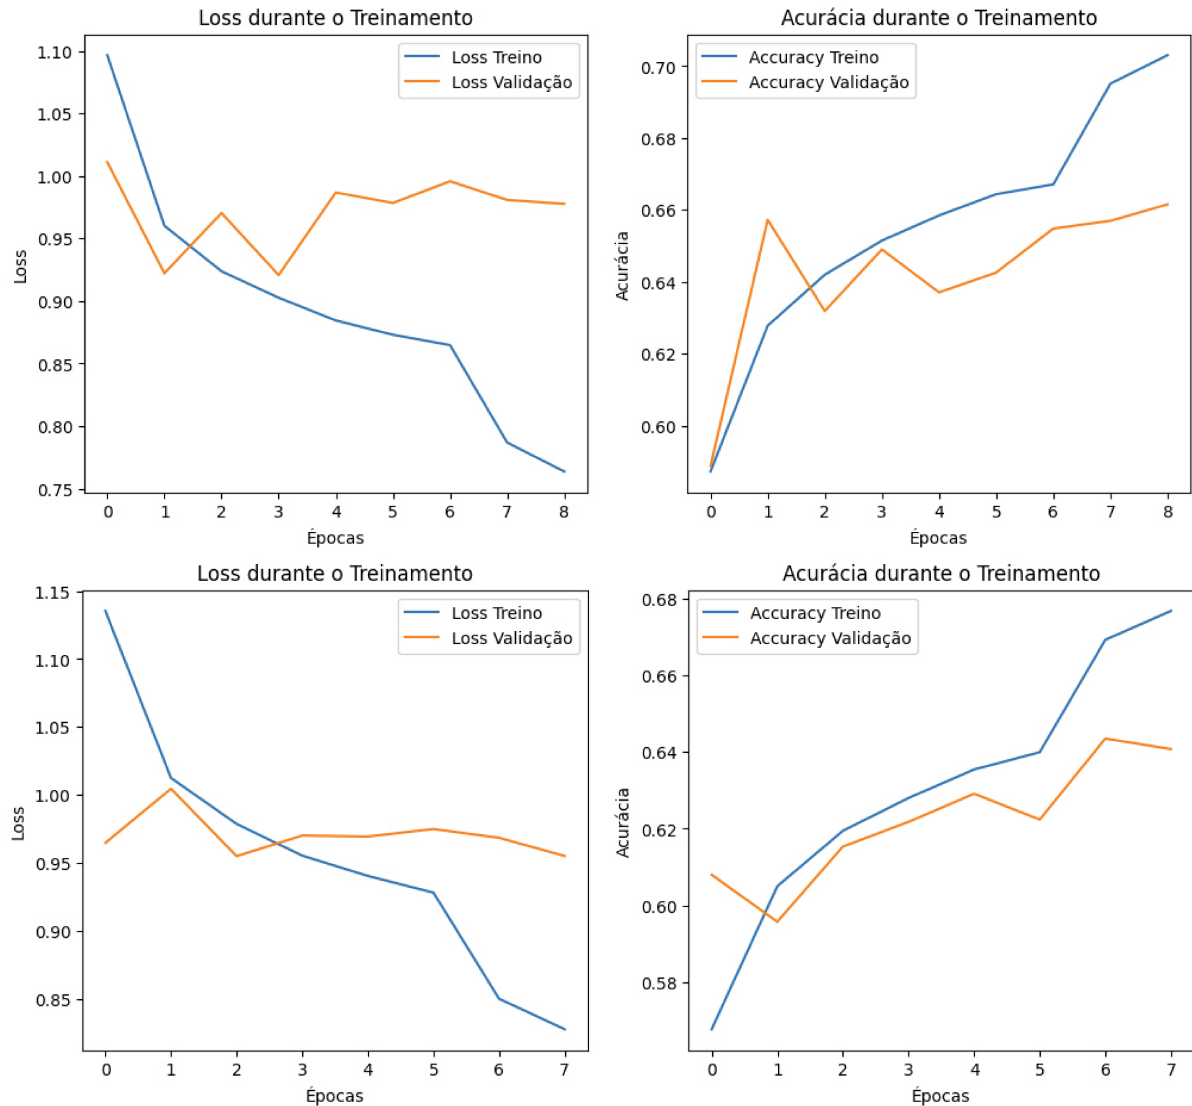 Loss durante o Treinamento
1.10
1.05
1.00
0.95
0.90
0.85
0.80
0.75
Loss
Loss Treino
Loss Validação
0 1 2 3 4 5 6 7 8
Épocas
Acurácia durante o Treinamento
0.70
0.68
0.66
0.64
0.62
0.60
Acurácia
Accuracy Treino
Accuracy Validação
0 1 2 3 4 5 6 7 8
Épocas
Loss durante o Treinamento
1.15
1.10
1.05
1.00
0.95
0.90
0.85
Loss
Loss Treino
Loss Validação
0 1 2 3 4 5 6 7
Épocas
Acurácia durante o Treinamento
0.68
0.66
0.64
0.62
0.60
0.58
Acurácia
Accuracy Treino
Accuracy Validação
0 1 2 3 4 5 6 7
Épocas